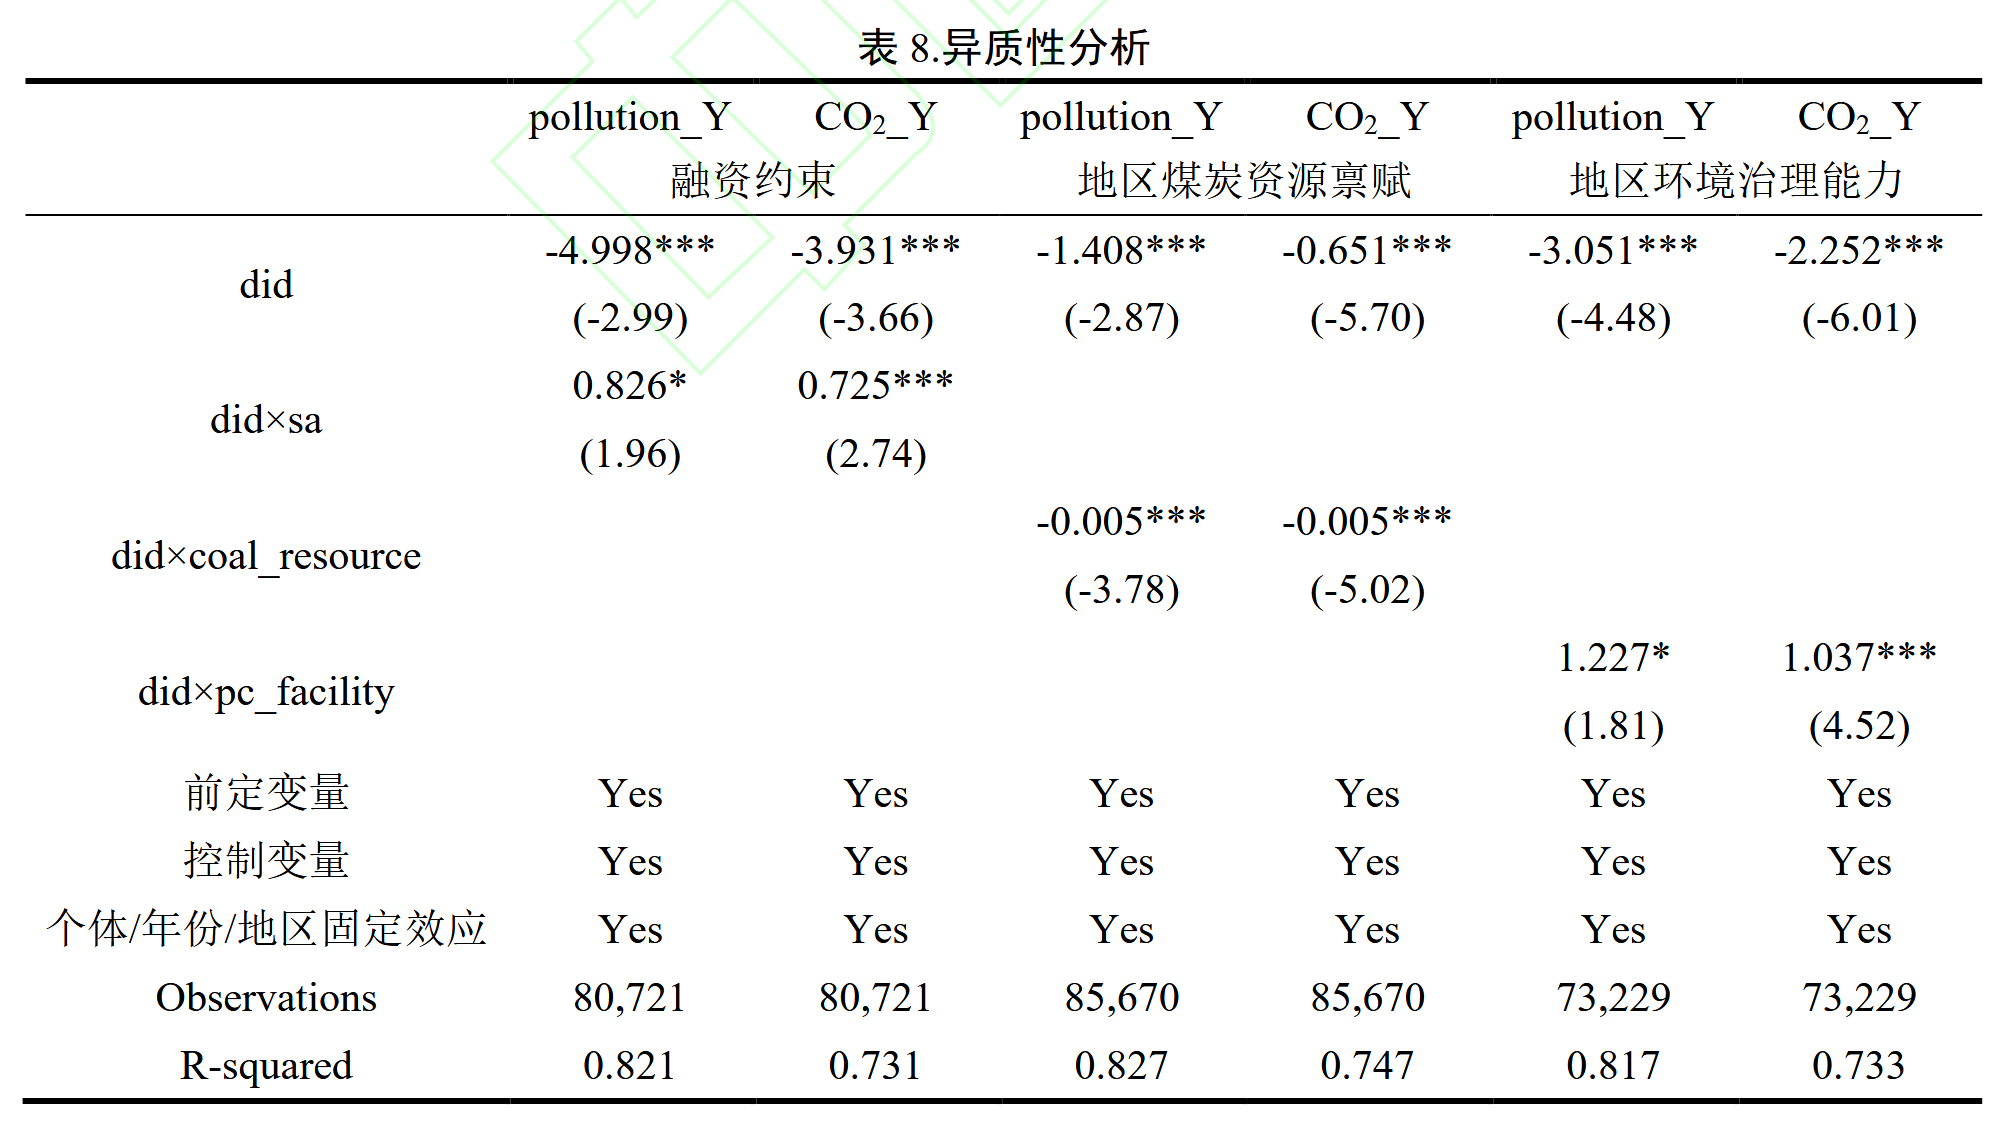 表 8.异质性分析
pollution_Y CO₂_Y pollution_Y CO₂_Y pollution_Y CO₂_Y
融资约束 地区煤炭资源禀赋 地区环境治理能力
did -4.998*** -3.931*** -1.408*** -0.651*** -3.051*** -2.252***
(-2.99) (-3.66) (-2.87) (-5.70) (-4.48) (-6.01)
did×sa 0.826* 0.725***
(1.96) (2.74)
did×coal_resource -0.005*** -0.005***
(-3.78) (-5.02)
did×pc_facility 1.227* 1.037***
(1.81) (4.52)
前定变量 Yes Yes Yes Yes Yes Yes
控制变量 Yes Yes Yes Yes Yes Yes
个体/年份/地区固定效应 Yes Yes Yes Yes Yes Yes
Observations 80,721 80,721 85,670 85,670 73,229 73,229
R-squared 0.821 0.731 0.827 0.747 0.817 0.733